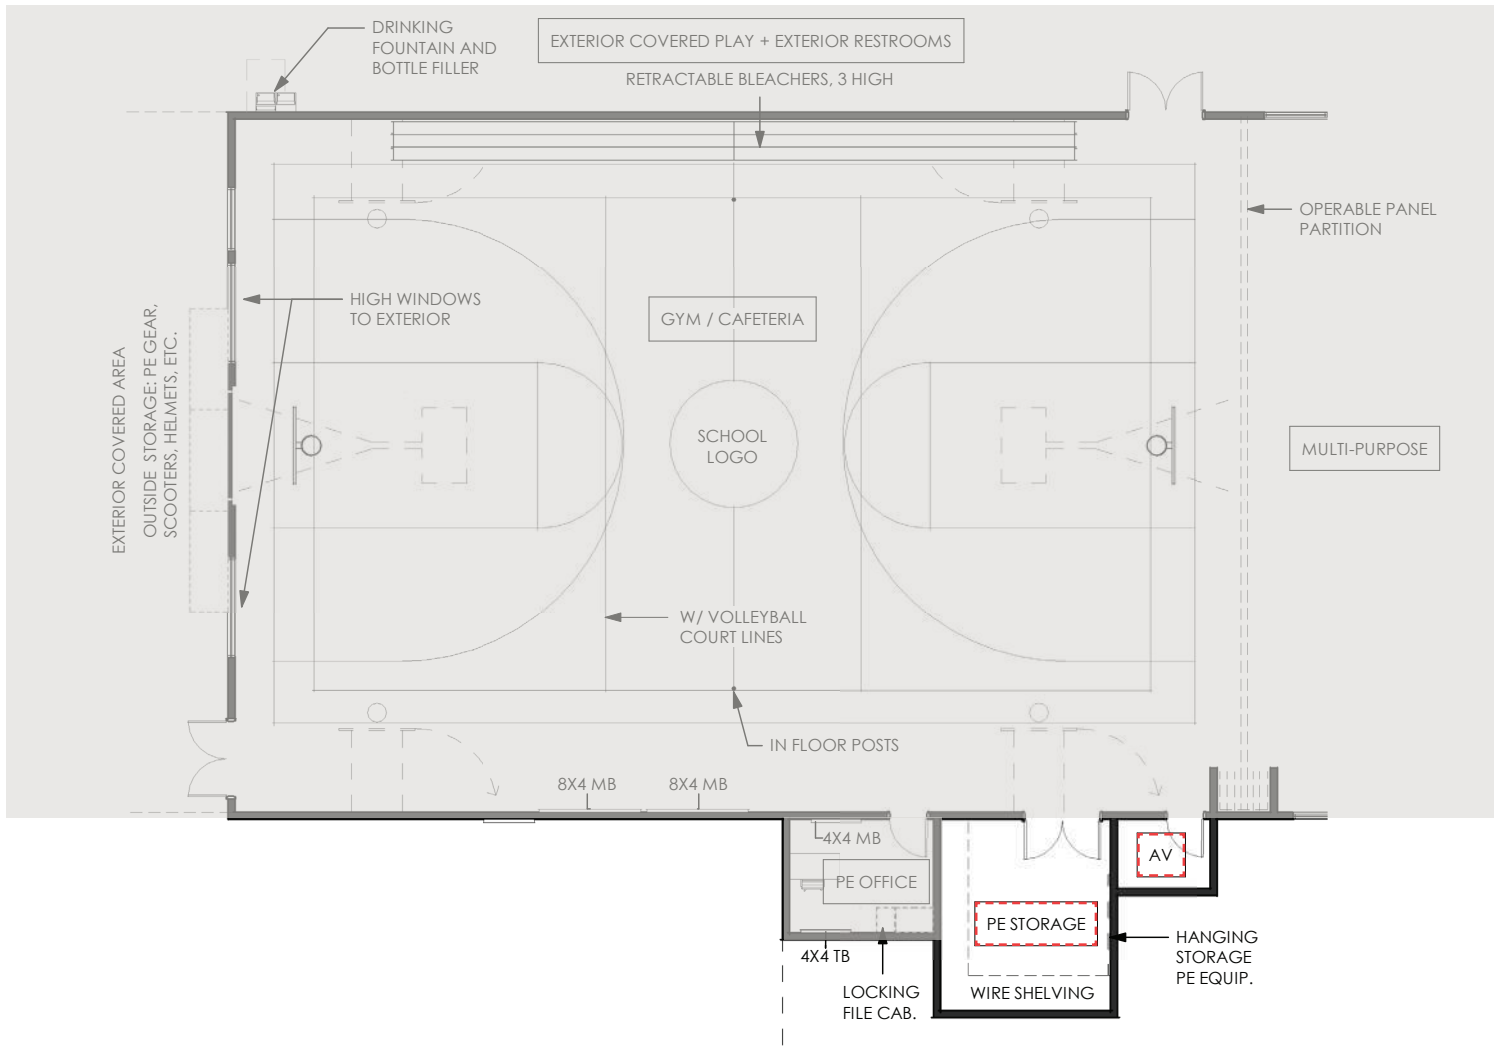 DRINKING
FOUNTAIN AND
BOTTLE FILLER
EXTERIOR COVERED PLAY + EXTERIOR RESTROOMS
RETRACTABLE BLEACHERS, 3 HIGH
OPERABLE PANEL
PARTITION
HIGH WINDOWS
TO EXTERIOR
GYM / CAFETERIA
EXTERIOR COVERED AREA
OUTSIDE STORAGE: PE GEAR,
SCOOTERS, HELMETS, ETC.
SCHOOL
LOGO
MULTI-PURPOSE
W/ VOLLEYBALL
COURT LINES
IN FLOOR POSTS
8X4 MB
8X4 MB
4X4 MB
AV
PE OFFICE
PE STORAGE
HANGING
STORAGE
PE EQUIP.
4X4 TB
LOCKING
FILE CAB.
WIRE SHELVING